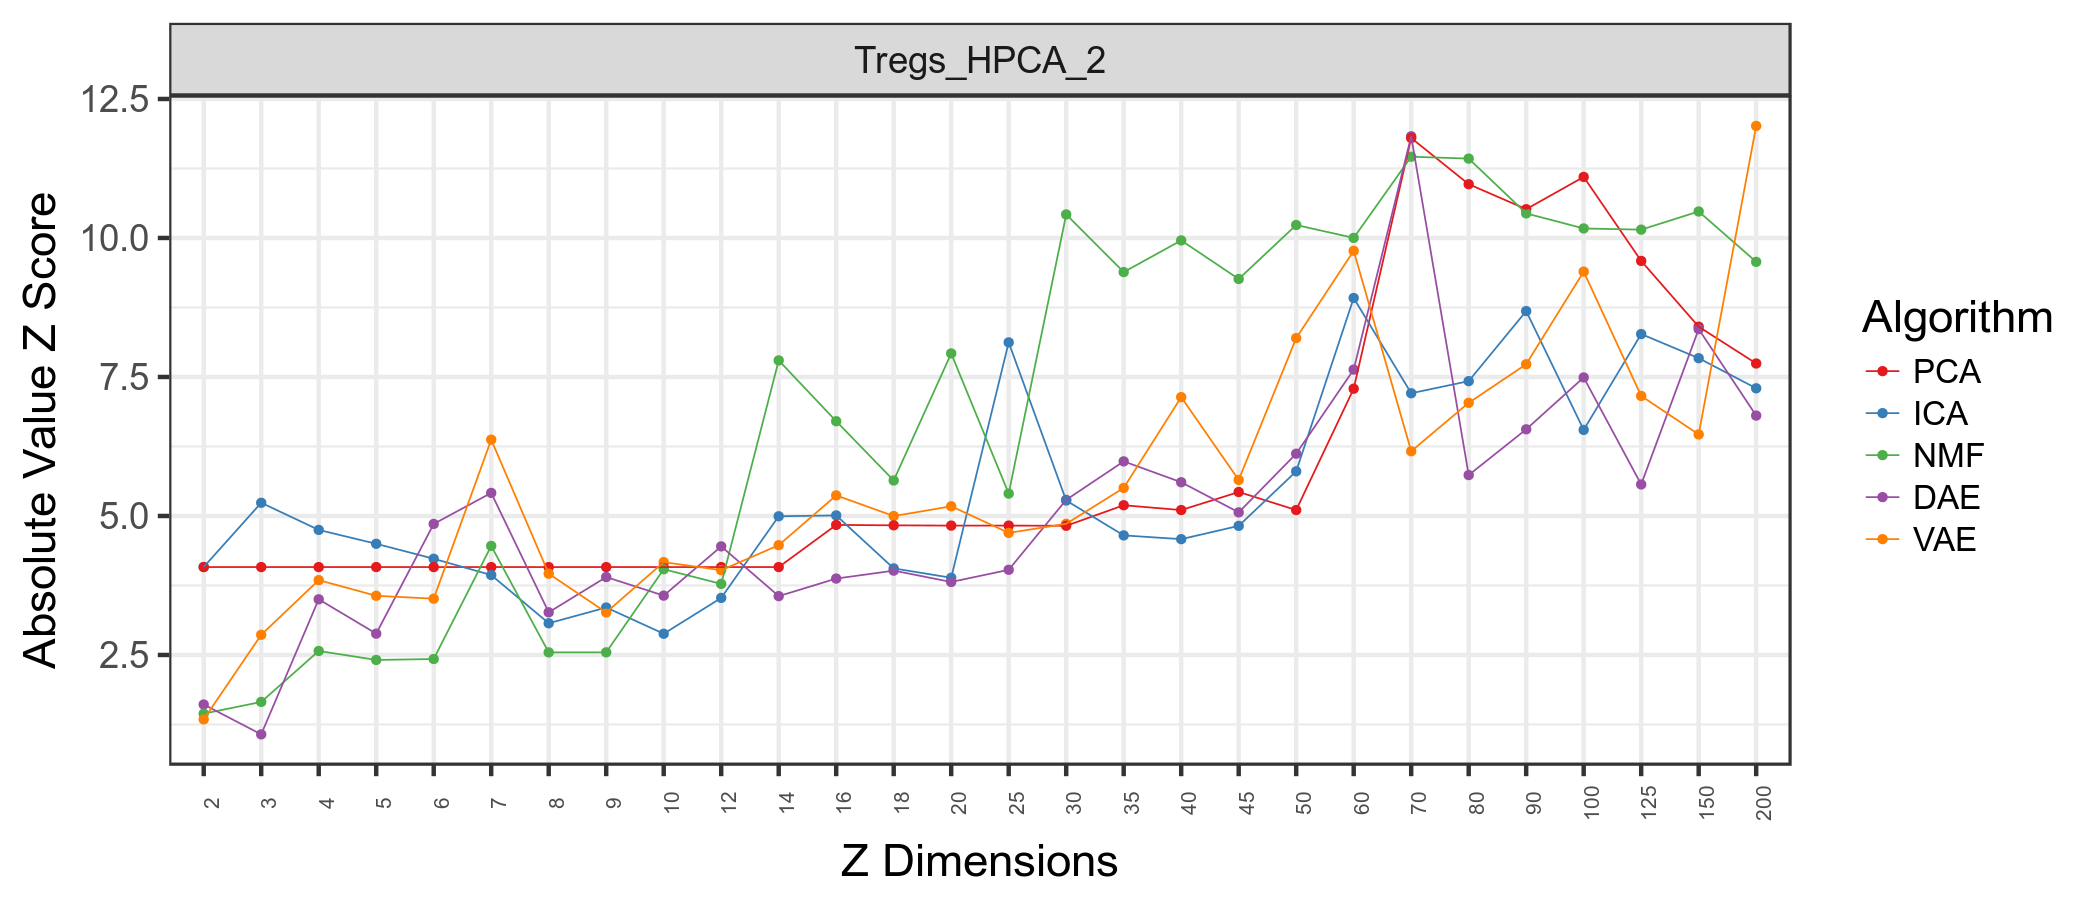 Tregs_HPCA_2
12.5
10.0
7.5
5.0
2.5
Absolute Value Z Score
2 3 4 5 6 7 8 9 10 12 14 16 18 20 25 30 35 40 45 50 60 70 80 90 100 125 150 200
Z Dimensions
Algorithm
PCA
ICA
NMF
DAE
VAE